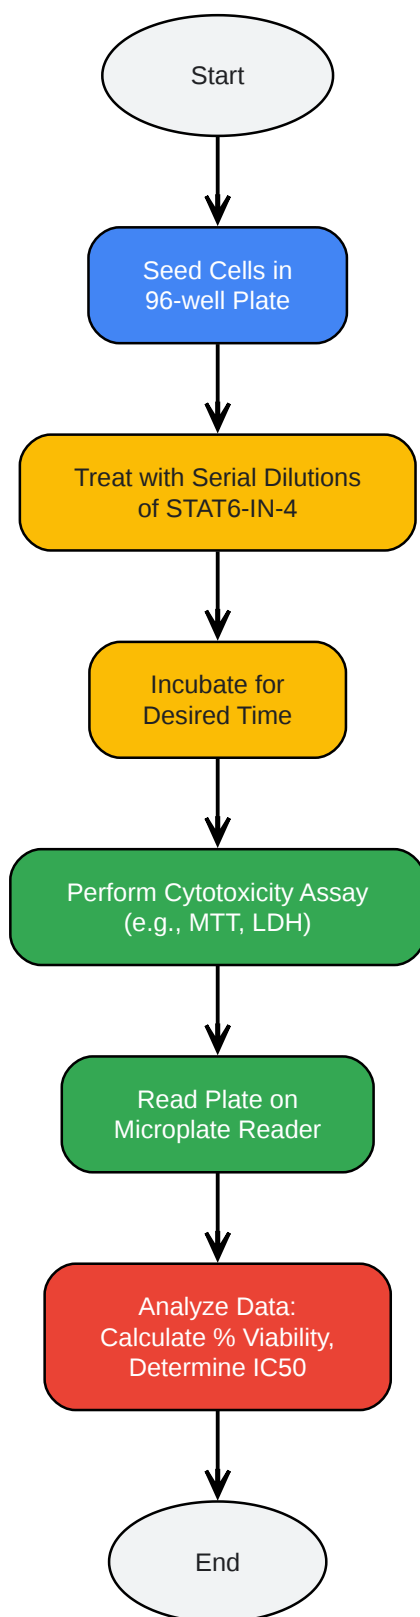 Start
Seed Cells in
96-well Plate
Treat with Serial Dilutions
of STAT6-IN-4
Incubate for
Desired Time
Perform Cytotoxicity Assay
(e.g., MTT, LDH)
Read Plate on
Microplate Reader
Analyze Data:
Calculate % Viability,
Determine IC50
End